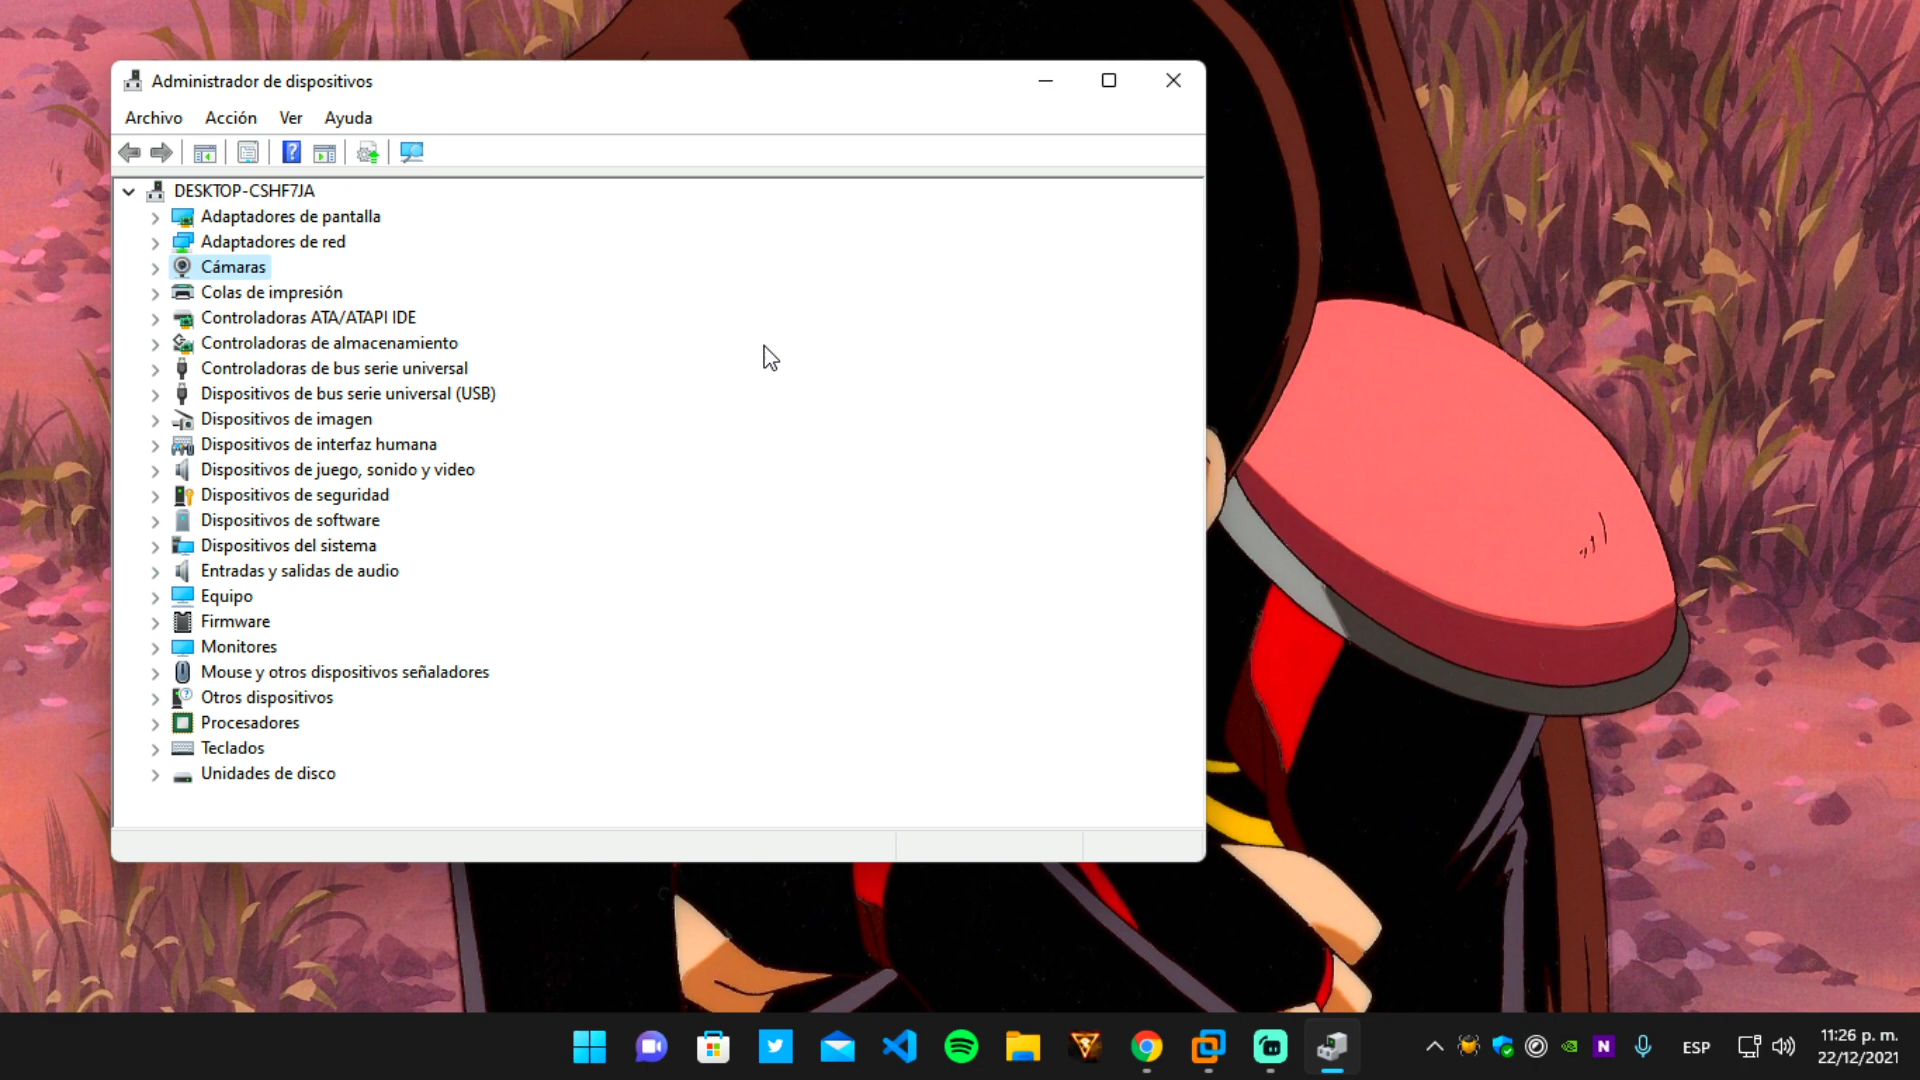 Administrador de dispositivos
Archivo Acción Ver Ayuda
DESKTOP-CSHF7JA
Adaptadores de pantalla
Adaptadores de red
Cámaras
Colas de impresión
Controladoras ATA/ATAPI IDE
Controladoras de almacenamiento
Controladoras de bus serie universal
Dispositivos de bus serie universal (USB)
Dispositivos de imagen
Dispositivos de interfaz humana
Dispositivos de juego, sonido y video
Dispositivos de seguridad
Dispositivos de software
Dispositivos del sistema
Entradas y salidas de audio
Equipo
Firmware
Monitores
Mouse y otros dispositivos señaladores
Otros dispositivos
Procesadores
Teclados
Unidades de disco
ESP
11:26 p. m.
22/12/2021